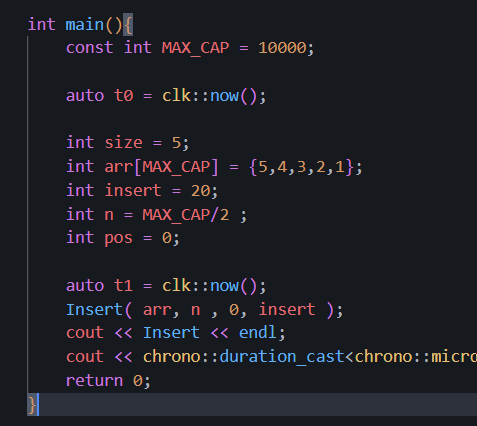 int main(){
const int MAX_CAP = 10000;
auto t0 = clk::now();
int size = 5;
int arr[MAX_CAP] = {5,4,3,2,1};
int insert = 20;
int n = MAX_CAP/2 ;
int pos = 0;
auto t1 = clk::now();
Insert( arr, n , 0, insert );
cout << Insert << endl;
cout << chrono::duration_cast<chrono::micro
return 0;
}